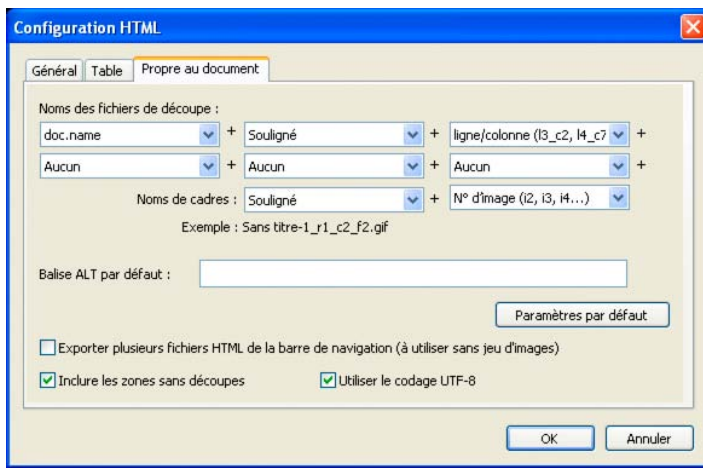 Configuration HTML
Général Table Propre au document
Noms des fichiers de découpe :
doc.name + Souligné + ligne/colonne (l3_c2, l4_c7 +
Aucun + Aucun + Aucun +
Noms de cadres : Souligné + N° d'image (i2, i3, i4...)
Exemple : Sans titre-1_r1_c2_f2.gif
Balise ALT par défaut :
Paramètres par défaut
Exporter plusieurs fichiers HTML de la barre de navigation (à utiliser sans jeu d'images)
Inclure les zones sans découpes Utiliser le codage UTF-8
OK Annuler